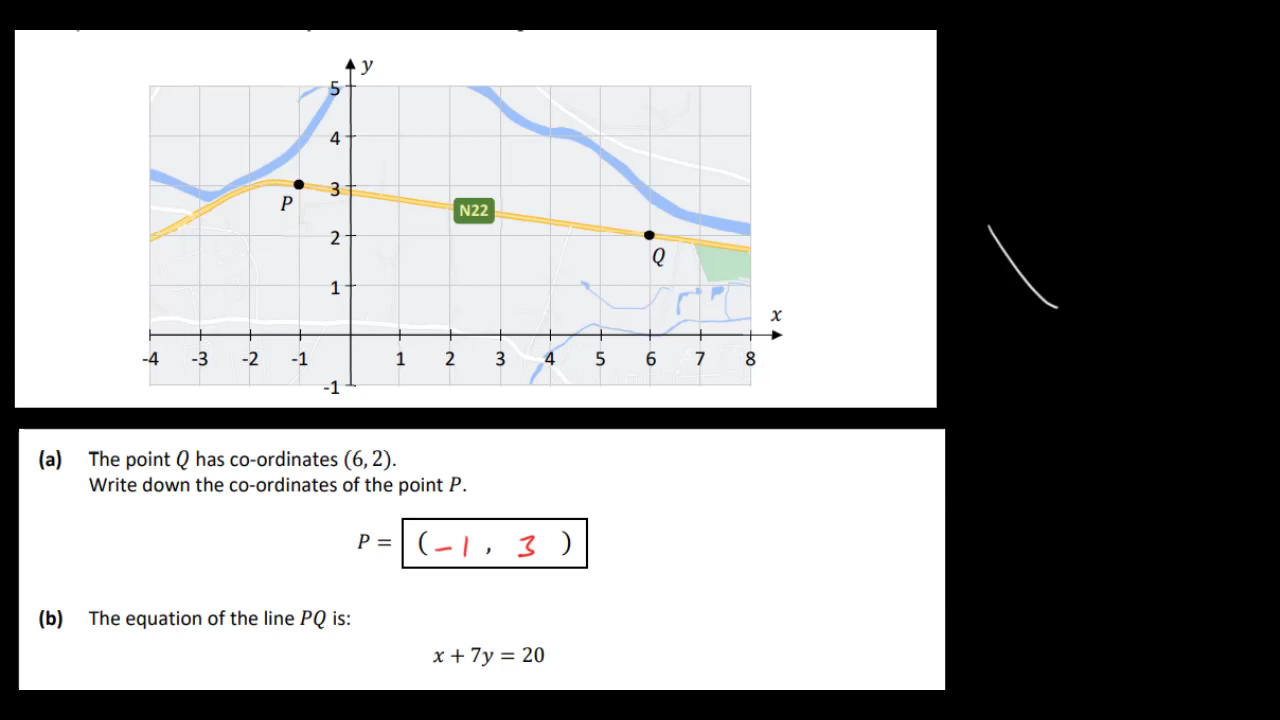 y
5
4
3
P
N22
2
Q
1
x
-4 -3 -2 -1 1 2 3 4 5 6 7 8
-1
(a) The point Q has co-ordinates (6, 2).
Write down the co-ordinates of the point P.
P = (-1, 3)
(b) The equation of the line PQ is:
x + 7y = 20